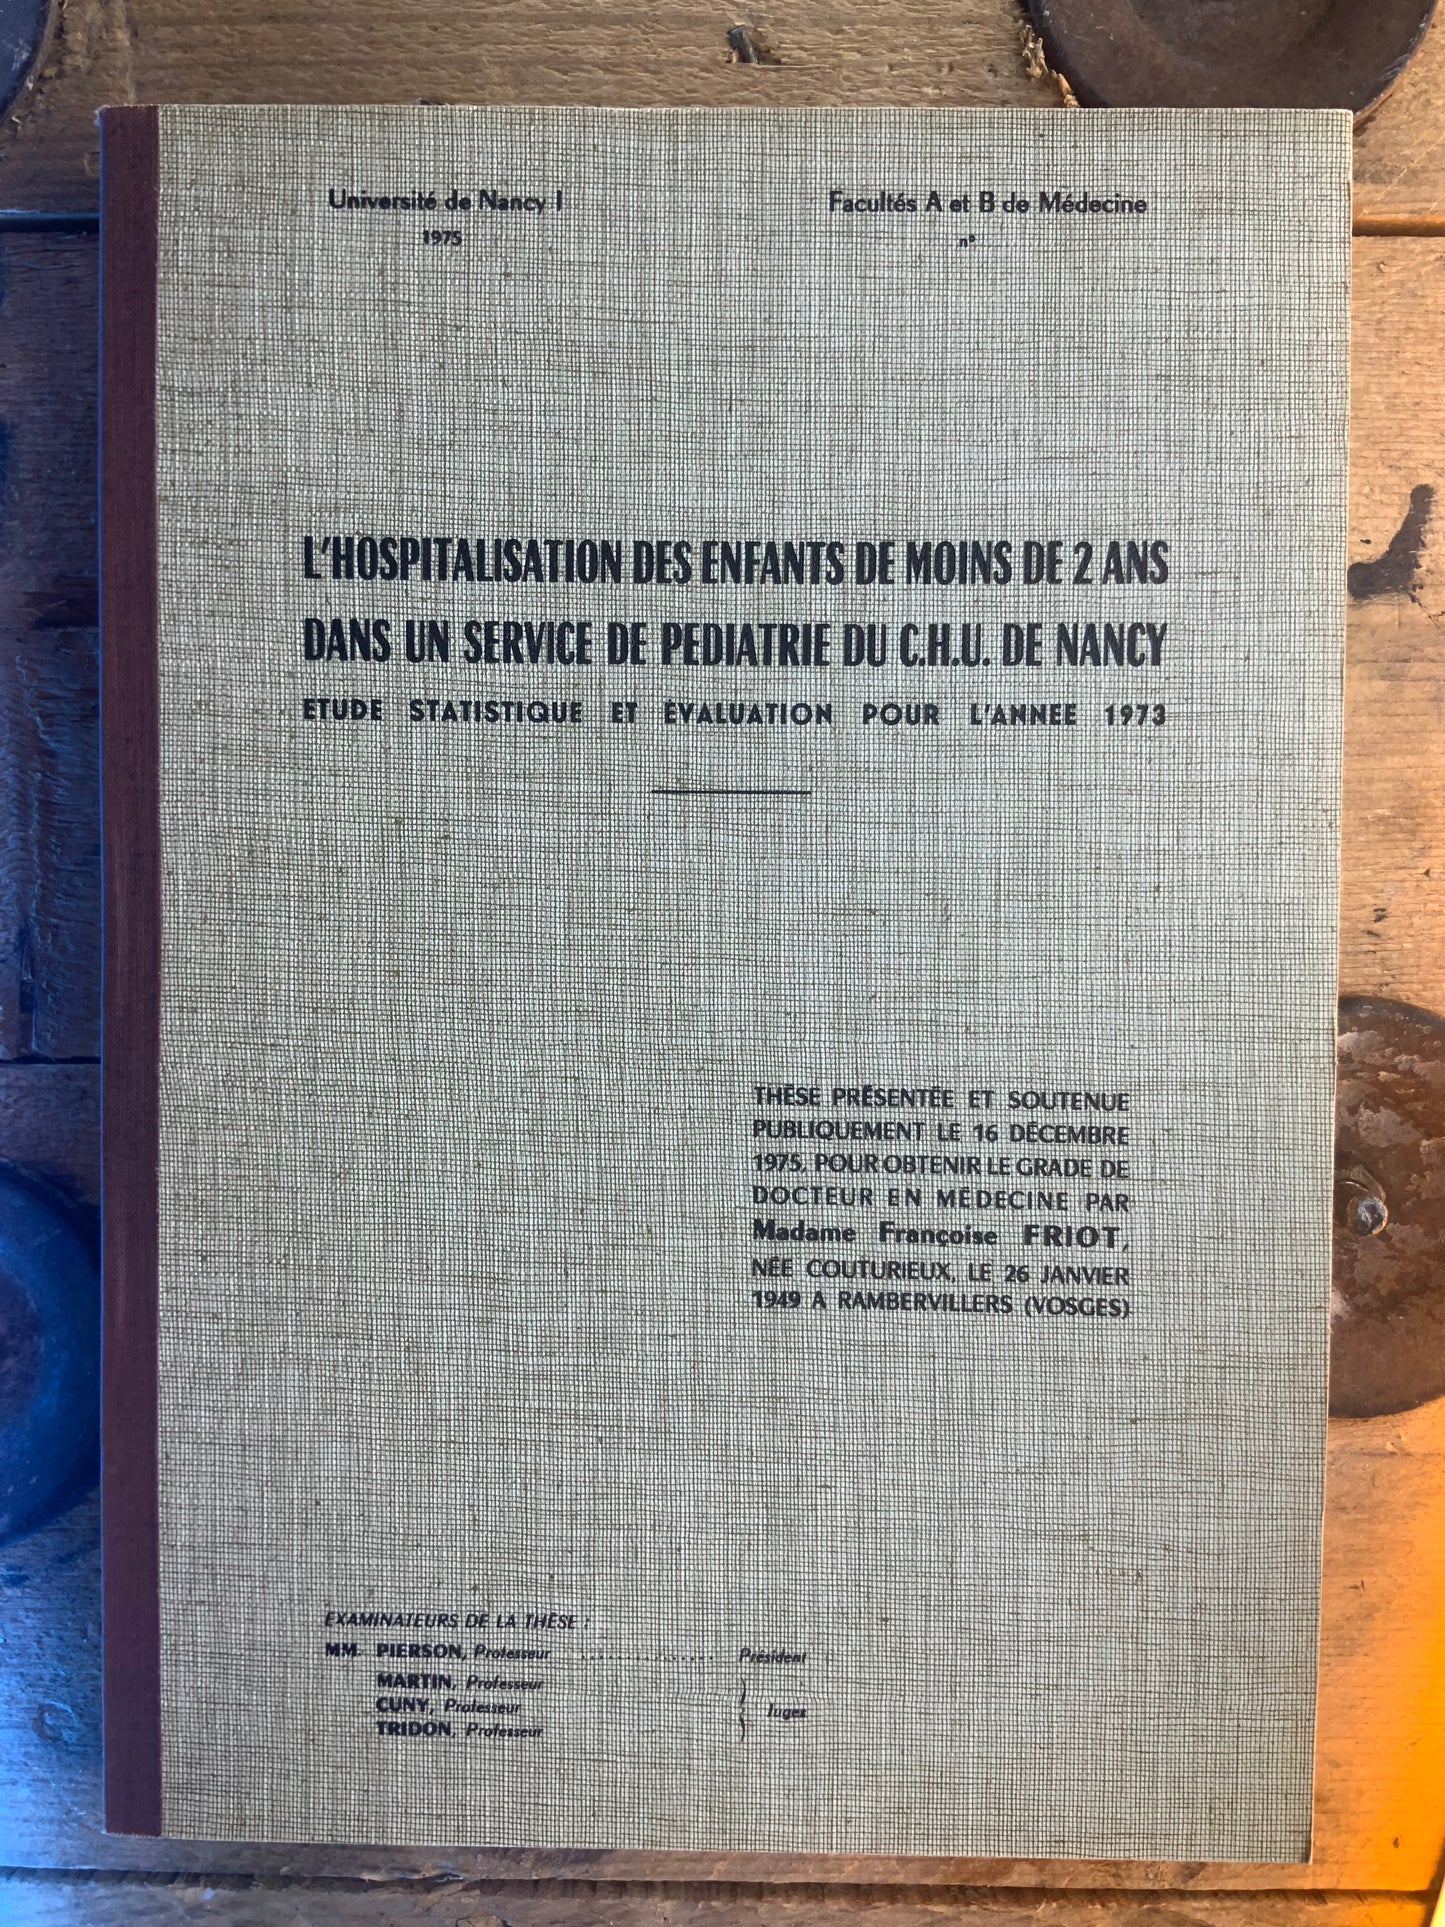 Université de Nancy I
1975
Facultés A et B de Médecine
n°
L'HOSPITALISATION DES ENFANTS DE MOINS DE 2 ANS
DANS UN SERVICE DE PEDIATRIE DU C.H.U. DE NANCY
ETUDE STATISTIQUE ET ÉVALUATION POUR L'ANNEE 1973
THÈSE PRÉSENTÉE ET SOUTENUE
PUBLIQUEMENT LE 16 DÉCEMBRE
1975, POUR OBTENIR LE GRADE DE
DOCTEUR EN MÉDECINE PAR
Madame Françoise FRIOT,
NÉE COUTURIEUX, LE 26 JANVIER
1949 A RAMBERVILLERS (VOSGES)
EXAMINATEURS DE LA THÈSE :
MM. PIERSON, Professeur .................. Président
MARTIN, Professeur
CUNY, Professeur } Juges
TRIDON, Professeur